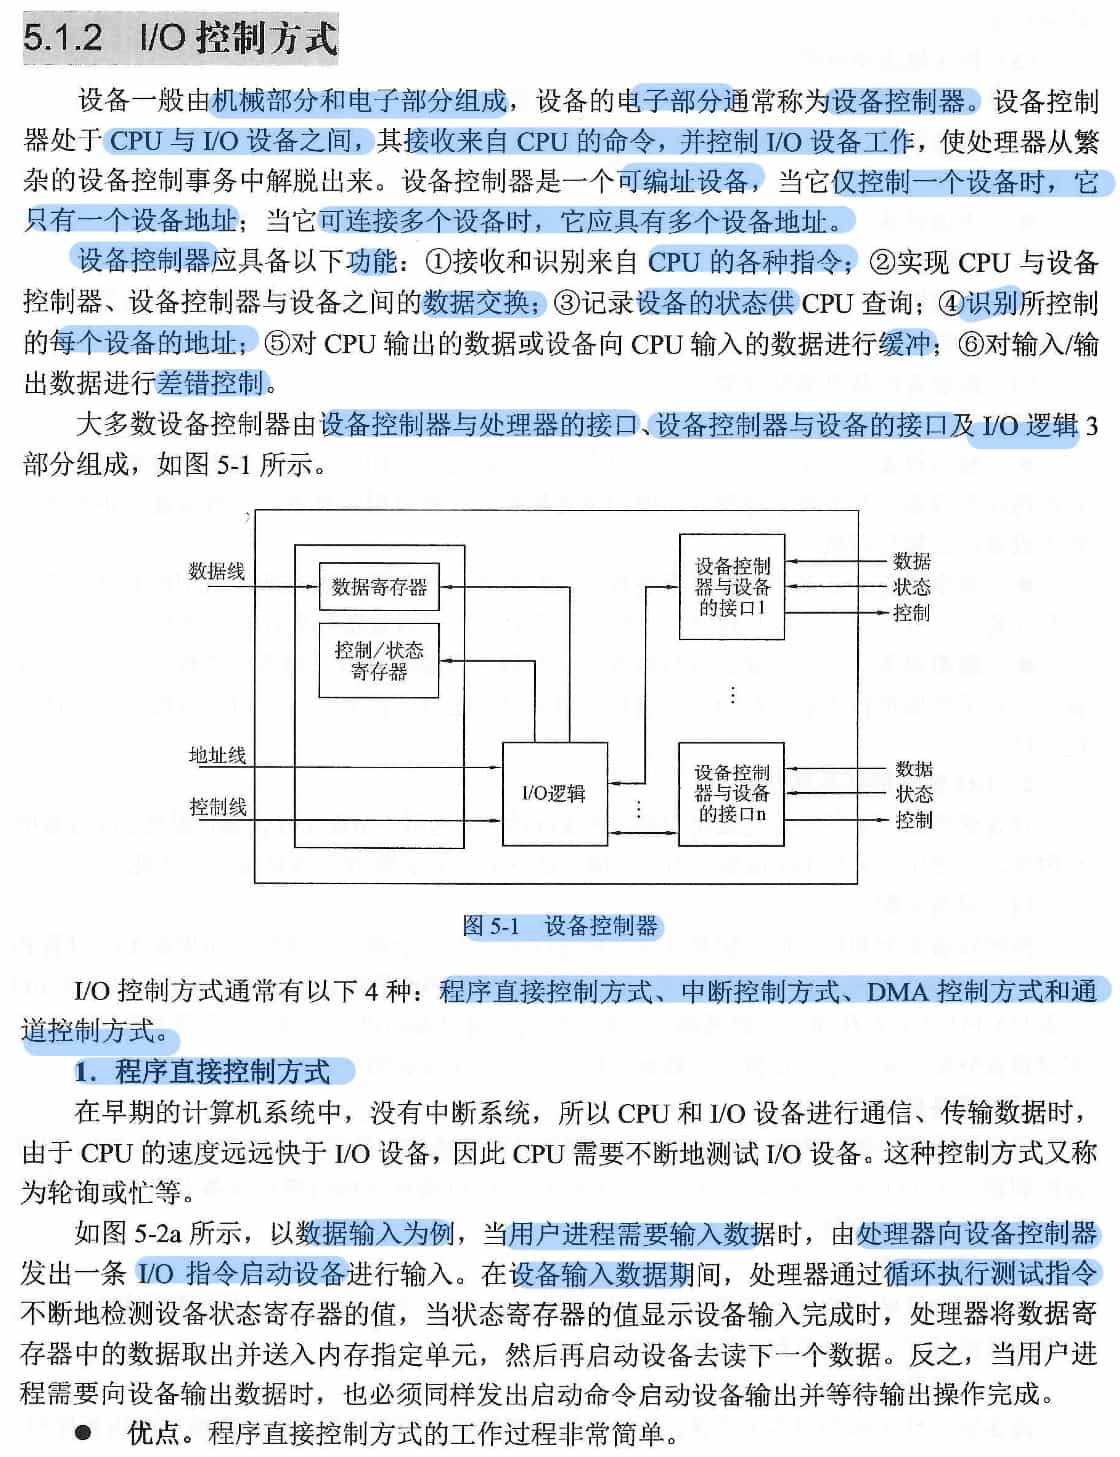 5.1.2 I/O 控制方式
设备一般由机械部分和电子部分组成，设备的电子部分通常称为设备控制器。设备控制
器处于 CPU 与 I/O 设备之间，其接收来自 CPU 的命令，并控制 I/O 设备工作，使处理器从繁
杂的设备控制事务中解脱出来。设备控制器是一个可编址设备，当它仅控制一个设备时，它
只有一个设备地址；当它可连接多个设备时，它应具有多个设备地址。
设备控制器应具备以下功能：①接收和识别来自 CPU 的各种指令；②实现 CPU 与设备
控制器、设备控制器与设备之间的数据交换；③记录设备的状态供 CPU 查询；④识别所控制
的每个设备的地址；⑤对 CPU 输出的数据或设备向 CPU 输入的数据进行缓冲；⑥对输入/输
出数据进行差错控制。
大多数设备控制器由设备控制器与处理器的接口、设备控制器与设备的接口及 I/O 逻辑 3
部分组成，如图 5-1 所示。
数据线
数据寄存器
控制/状态
寄存器
地址线
控制线
I/O逻辑
设备控制
器与设备
的接口1
数据
状态
控制
⋮
⋮
设备控制
器与设备
的接口n
数据
状态
控制
图 5-1 设备控制器
I/O 控制方式通常有以下 4 种：程序直接控制方式、中断控制方式、DMA 控制方式和通
道控制方式。
1. 程序直接控制方式
在早期的计算机系统中，没有中断系统，所以 CPU 和 I/O 设备进行通信、传输数据时，
由于 CPU 的速度远远快于 I/O 设备，因此 CPU 需要不断地测试 I/O 设备。这种控制方式又称
为轮询或忙等。
如图 5-2a 所示，以数据输入为例，当用户进程需要输入数据时，由处理器向设备控制器
发出一条 I/O 指令启动设备进行输入。在设备输入数据期间，处理器通过循环执行测试指令
不断地检测设备状态寄存器的值，当状态寄存器的值显示设备输入完成时，处理器将数据寄
存器中的数据取出并送入内存指定单元，然后再启动设备去读下一个数据。反之，当用户进
程需要向设备输出数据时，也必须同样发出启动命令启动设备输出并等待输出操作完成。
● 优点。程序直接控制方式的工作过程非常简单。